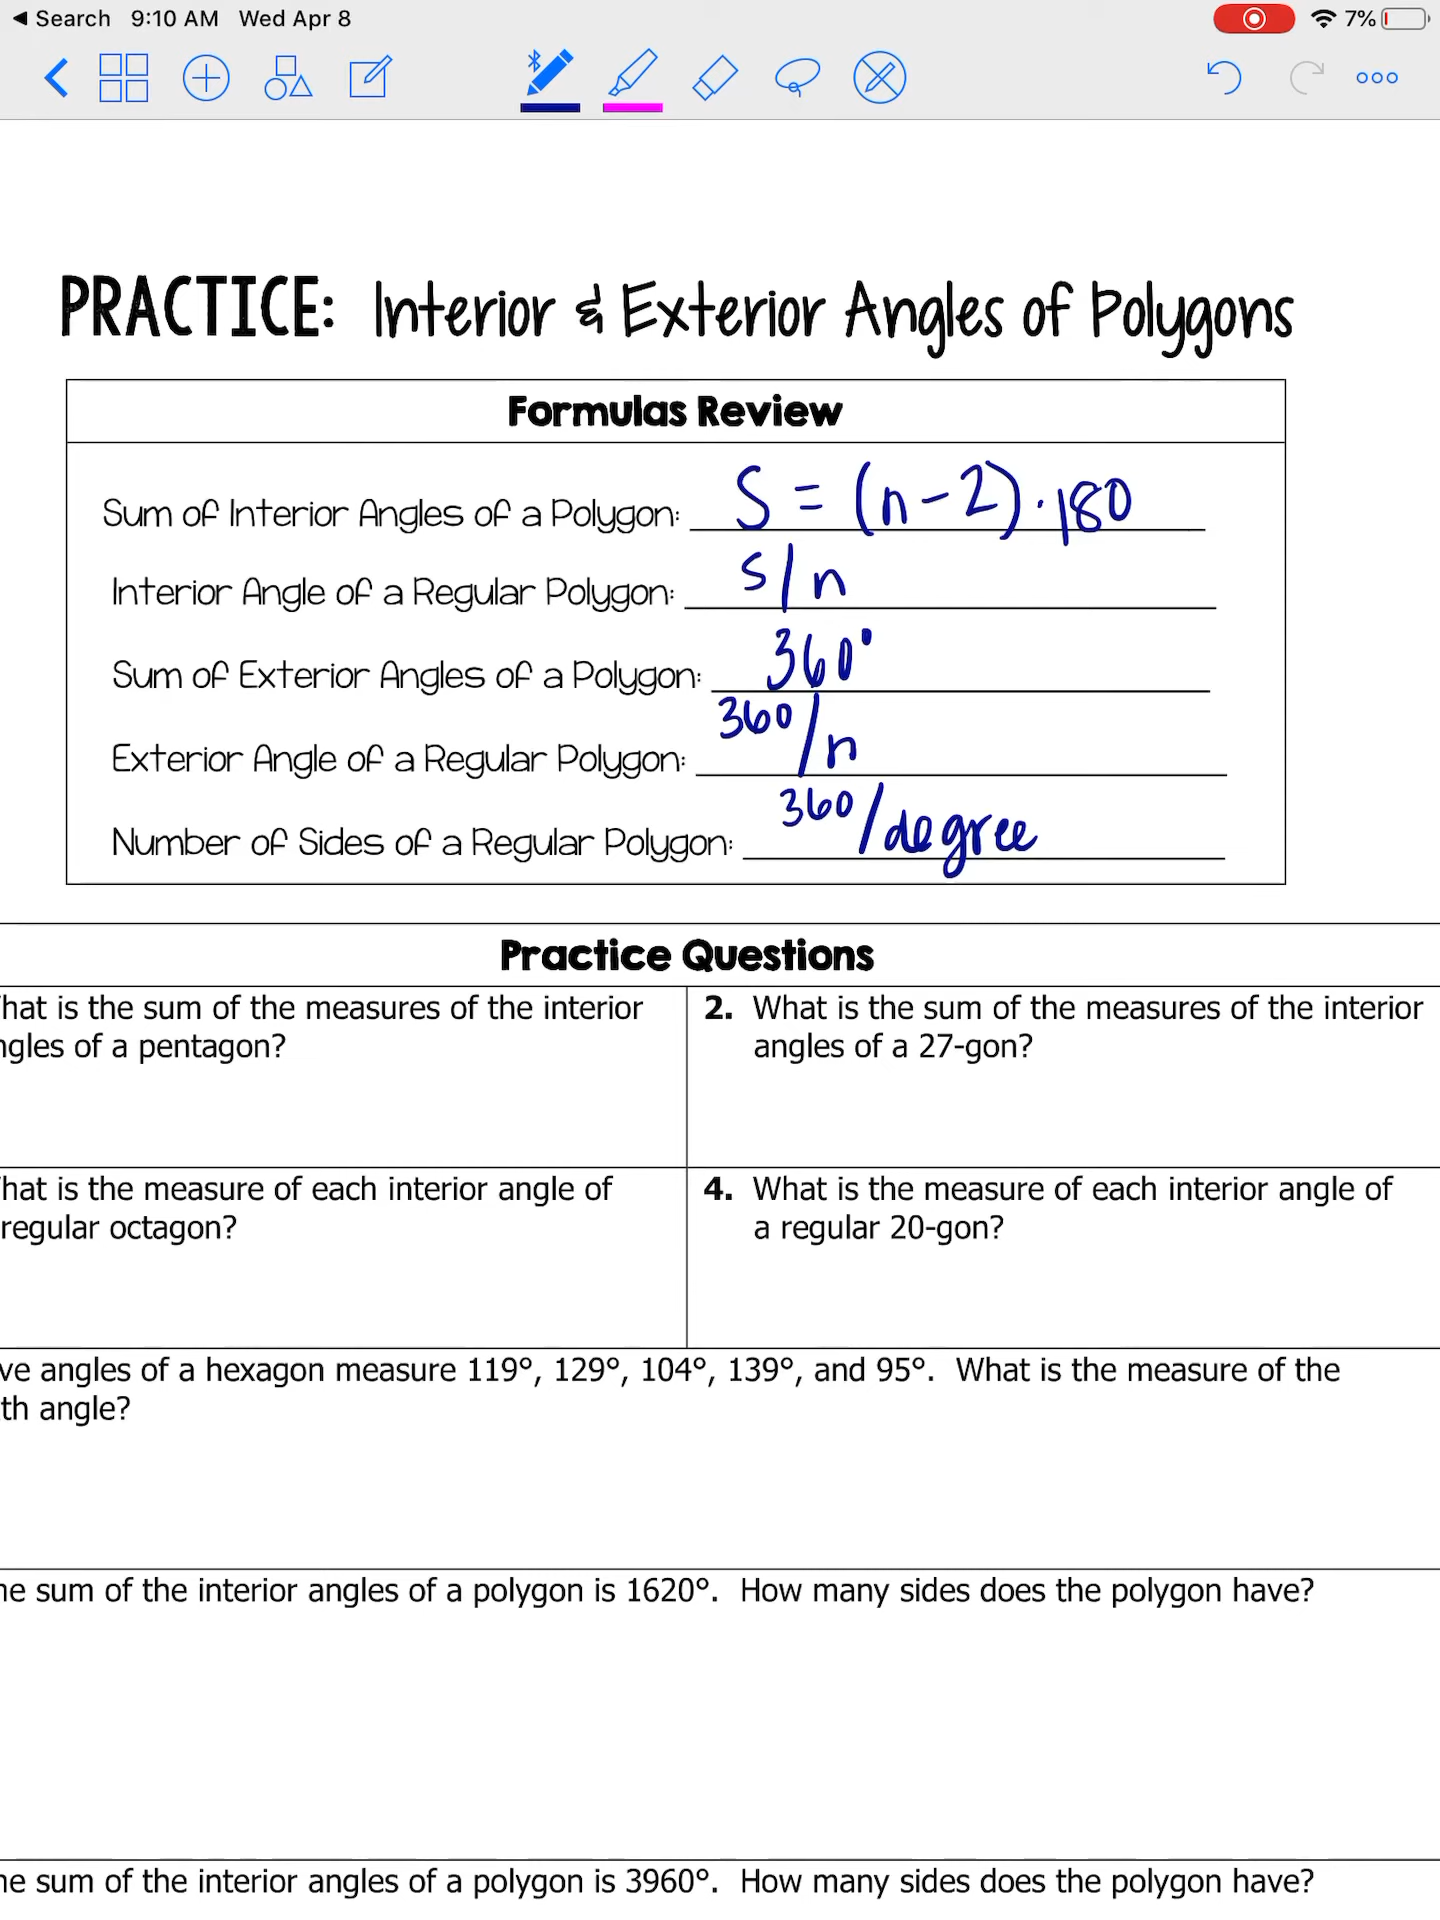 Search 9:10 AM Wed Apr 8 7%
PRACTICE: Interior & Exterior Angles of Polygons
Formulas Review
Sum of Interior Angles of a Polygon: S = (n-2)·180
Interior Angle of a Regular Polygon: s/n
Sum of Exterior Angles of a Polygon: 360°
Exterior Angle of a Regular Polygon: 360/n
Number of Sides of a Regular Polygon: 360/degree
Practice Questions
hat is the sum of the measures of the interior
ngles of a pentagon?
2. What is the sum of the measures of the interior
angles of a 27-gon?
hat is the measure of each interior angle of
regular octagon?
4. What is the measure of each interior angle of
a regular 20-gon?
ve angles of a hexagon measure 119°, 129°, 104°, 139°, and 95°. What is the measure of the
th angle?
he sum of the interior angles of a polygon is 1620°. How many sides does the polygon have?
he sum of the interior angles of a polygon is 3960°. How many sides does the polygon have?